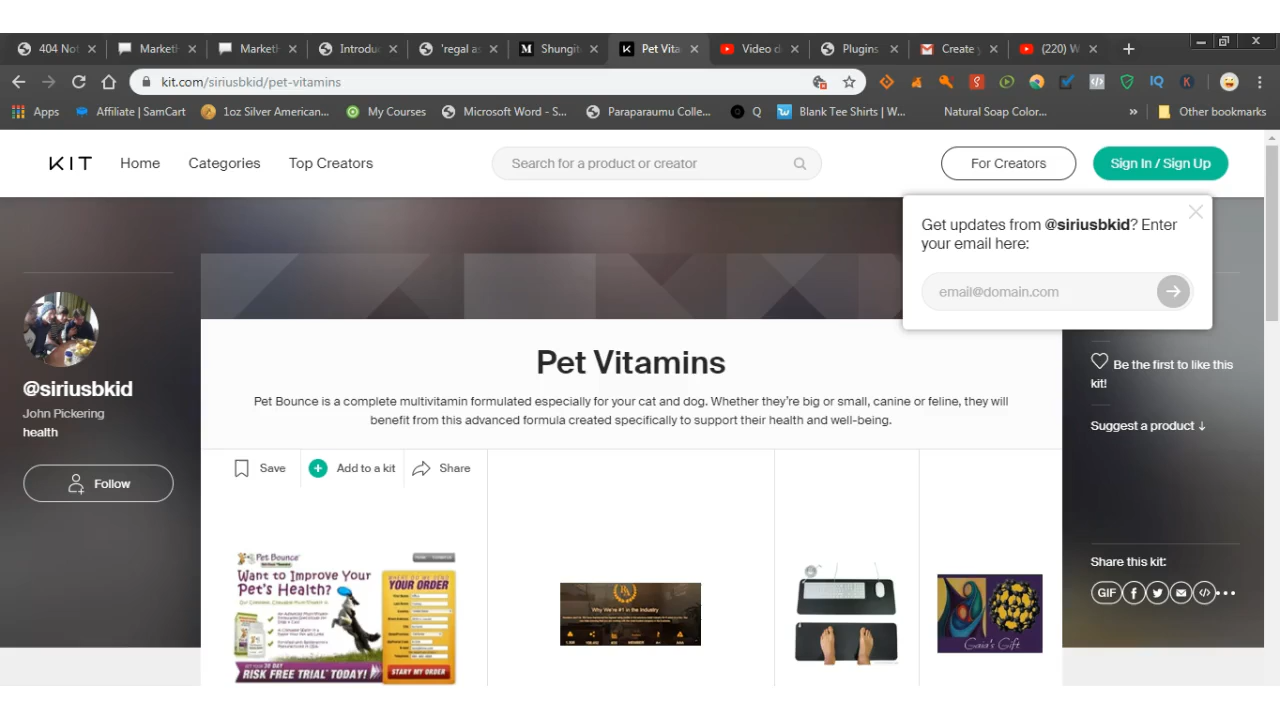 404 Not
Market
Market
Introdu
'regal as
Shungit
Pet Vita
Video d
Plugins
Create y
(220) W
kit.com/siriusbkid/pet-vitamins
Apps
Affiliate | SamCart
1oz Silver American...
My Courses
Microsoft Word - S...
Paraparaumu Colle...
Q
Blank Tee Shirts | W...
Natural Soap Color...
»
Other bookmarks
KIT
Home
Categories
Top Creators
Search for a product or creator
For Creators
Sign In / Sign Up
Get updates from @siriusbkid? Enter
your email here:
email@domain.com
@siriusbkid
John Pickering
health
Follow
Pet Vitamins
Pet Bounce is a complete multivitamin formulated especially for your cat and dog. Whether they're big or small, canine or feline, they will
benefit from this advanced formula created specifically to support their health and well-being.
Be the first to like this
kit!
Suggest a product ↓
Save
Add to a kit
Share
Share this kit:
GIF
Pet Bounce
Want to Improve Your
Pet's Health?
YOUR ORDER
RISK FREE TRIAL TODAY!
START MY ORDER
Why We're #1 in the Industry
Gaia's Gift